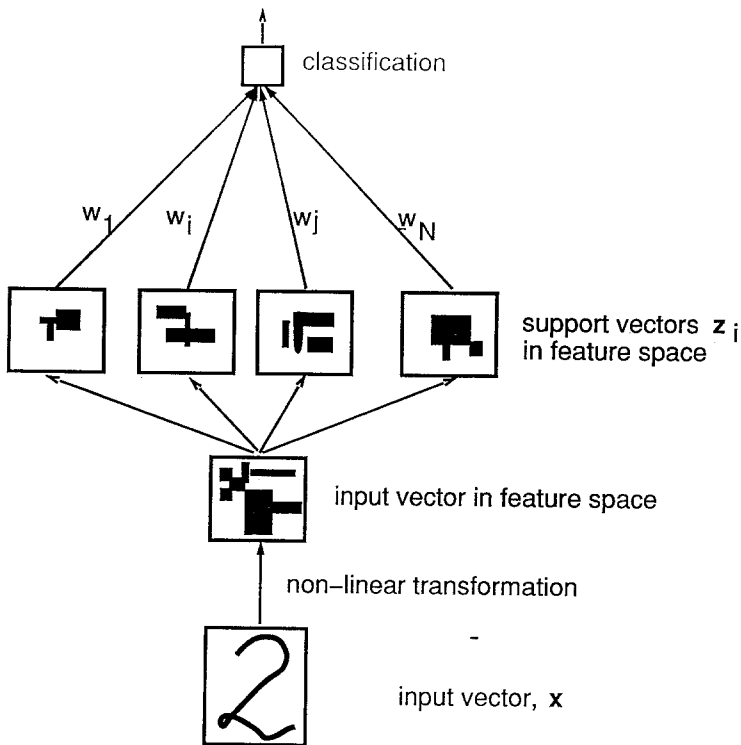 classification
w1
wi
wj
wN
support vectors zi
in feature space
input vector in feature space
non-linear transformation
-
input vector, x
2